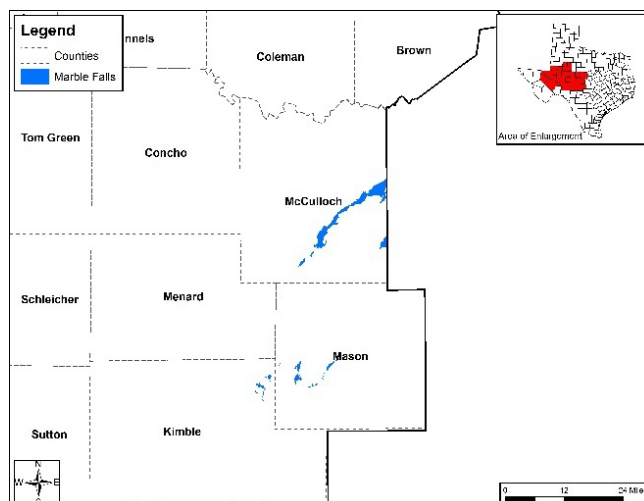 Legend
Counties
Marble Falls
nnels
Coleman
Brown
Area of Enlargement
Tom Green
Concho
McCulloch
Schleicher
Menard
Mason
Sutton
Kimble
N
W E
0 12 24 Mile